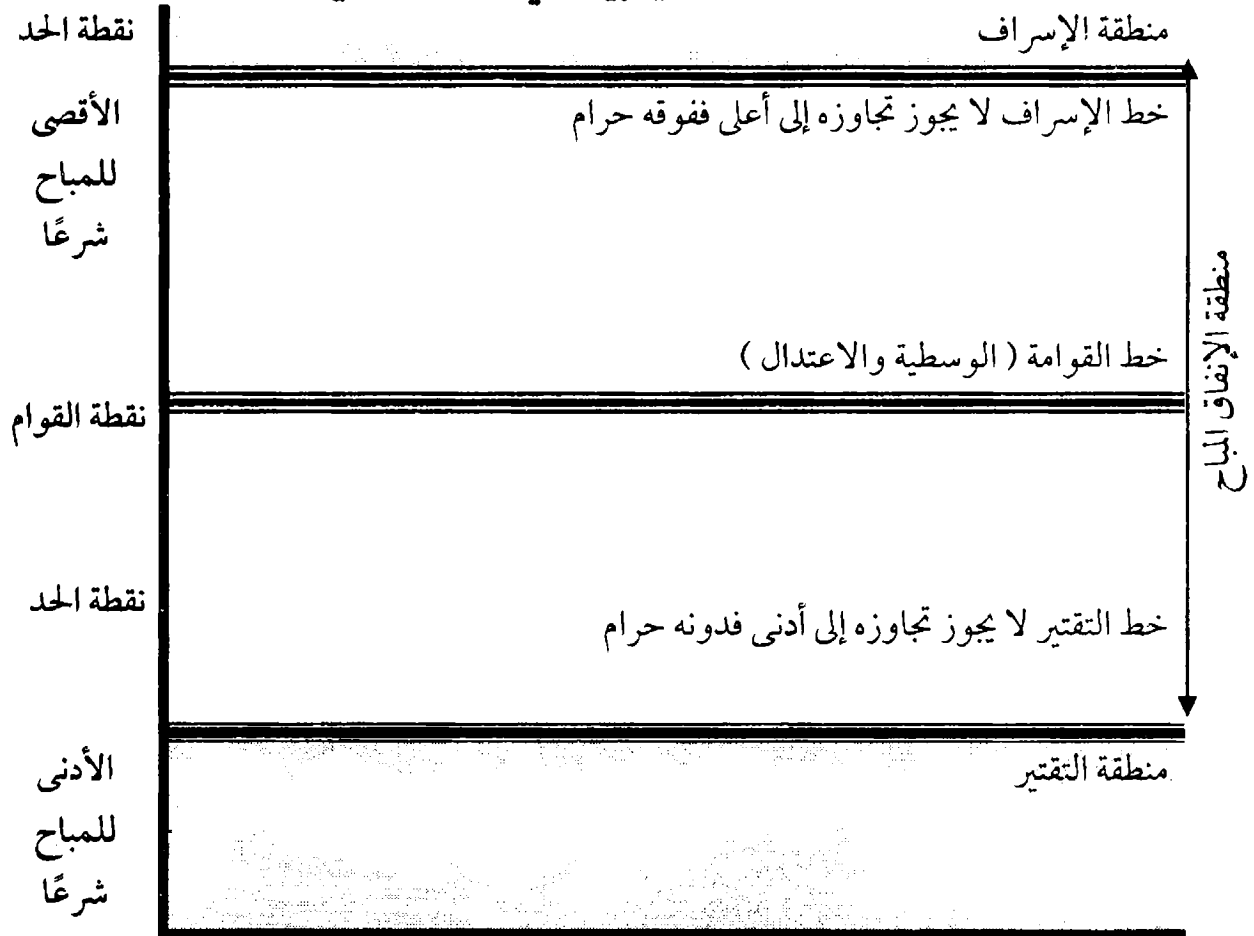 منطقة الإسراف
نقطة الحد
خط الإسراف لا يجوز تجاوزه إلى أعلى ففوقه حرام
الأقصى
للمباح
شرعًا
خط القوامة ( الوسطية والاعتدال )
نقطة القوام
منطقة الإنفاق المباح
نقطة الحد
خط التقتير لا يجوز تجاوزه إلى أدنى فدونه حرام
منطقة التقتير
الأدنى
للمباح
شرعًا